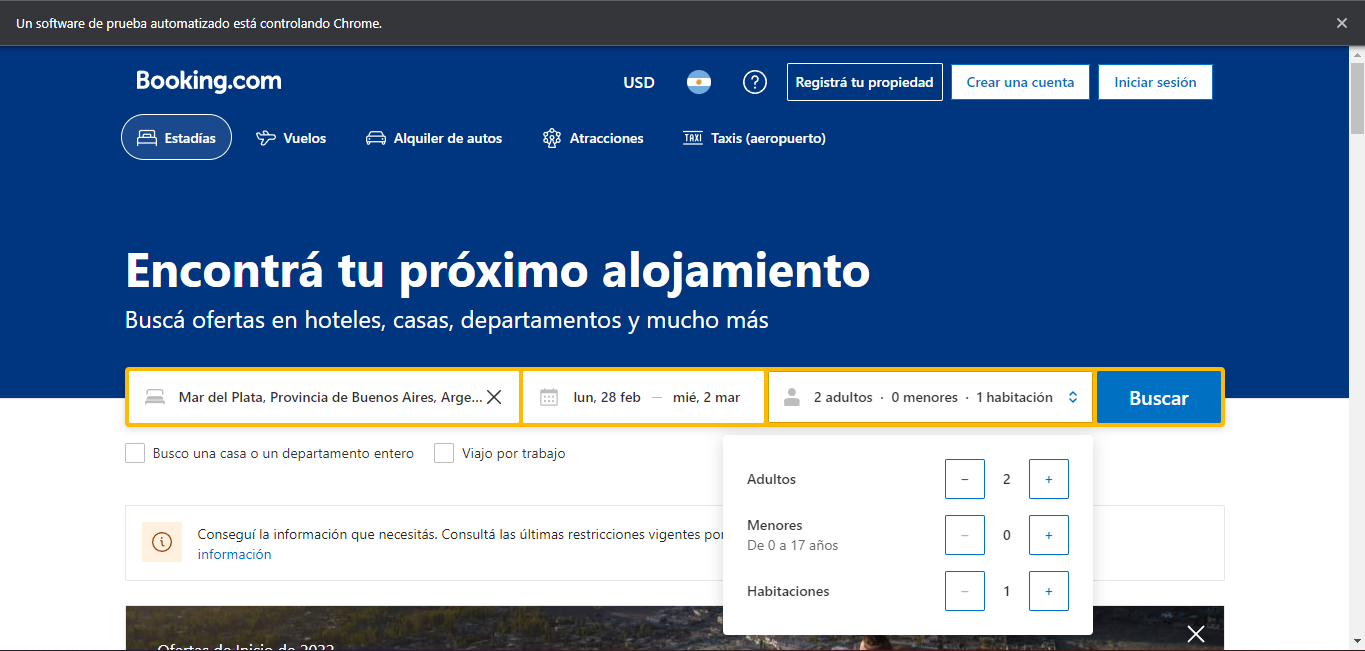 Un software de prueba automatizado está controlando Chrome.
Booking.com
USD
Registrá tu propiedad
Crear una cuenta
Iniciar sesión
Estadías
Vuelos
Alquiler de autos
Atracciones
TAXI
Taxis (aeropuerto)
Encontrá tu próximo alojamiento
Buscá ofertas en hoteles, casas, departamentos y mucho más
Mar del Plata, Provincia de Buenos Aires, Arge...
lun, 28 feb — mié, 2 mar
2 adultos · 0 menores · 1 habitación
Buscar
Busco una casa o un departamento entero
Viajo por trabajo
Adultos
− 2 +
Menores
De 0 a 17 años
− 0 +
Habitaciones
− 1 +
Conseguí la información que necesitás. Consultá las últimas restricciones vigentes por
información
Ofertas de Inicio de 2022